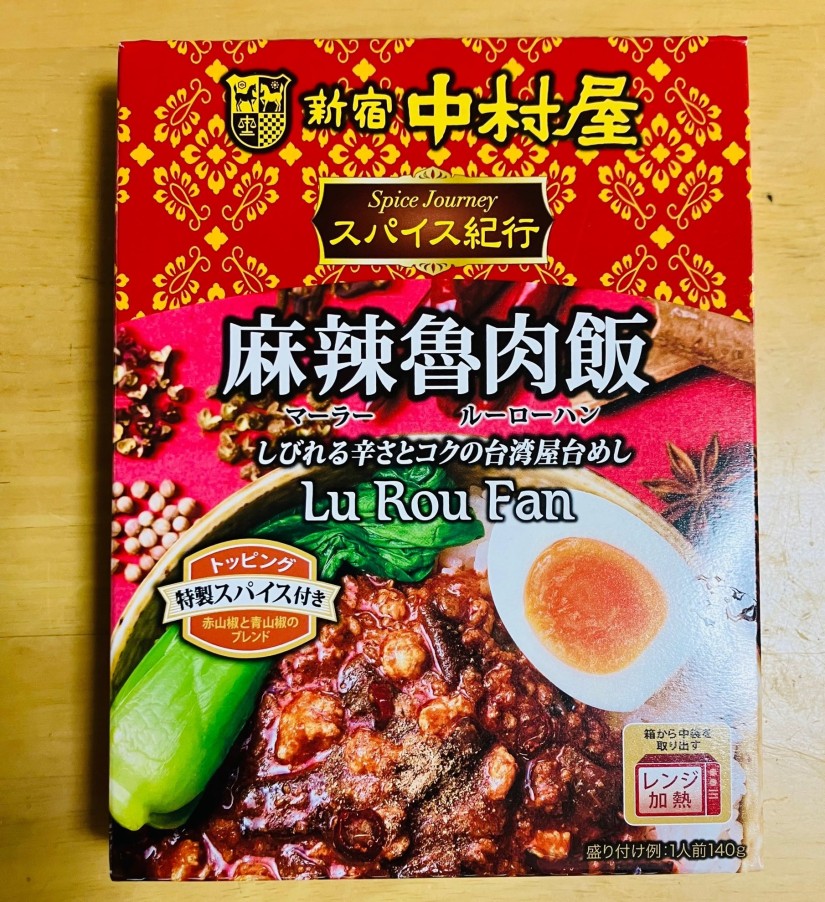 新宿 中村屋
Spice Journey
スパイス紀行
麻辣魯肉飯
マーラー ルーローハン
しびれる辛さとコクの台湾屋台めし
Lu Rou Fan
トッピング
特製スパイス付き
赤山椒と青山椒の
ブレンド
箱から中袋を
取り出す
レンジ
加熱
盛り付け例:1人前140g